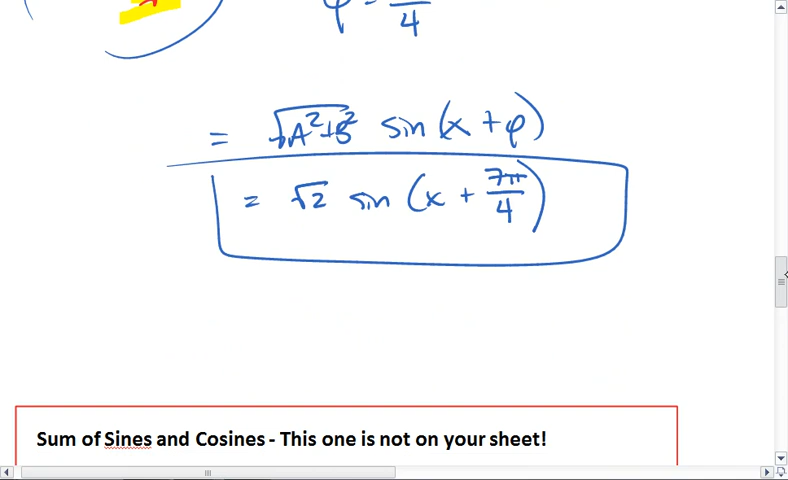 φ = 
4
= √A²+B² sin(x + φ)
= √2 sin(x + 7π/4)
Sum of Sines and Cosines - This one is not on your sheet!